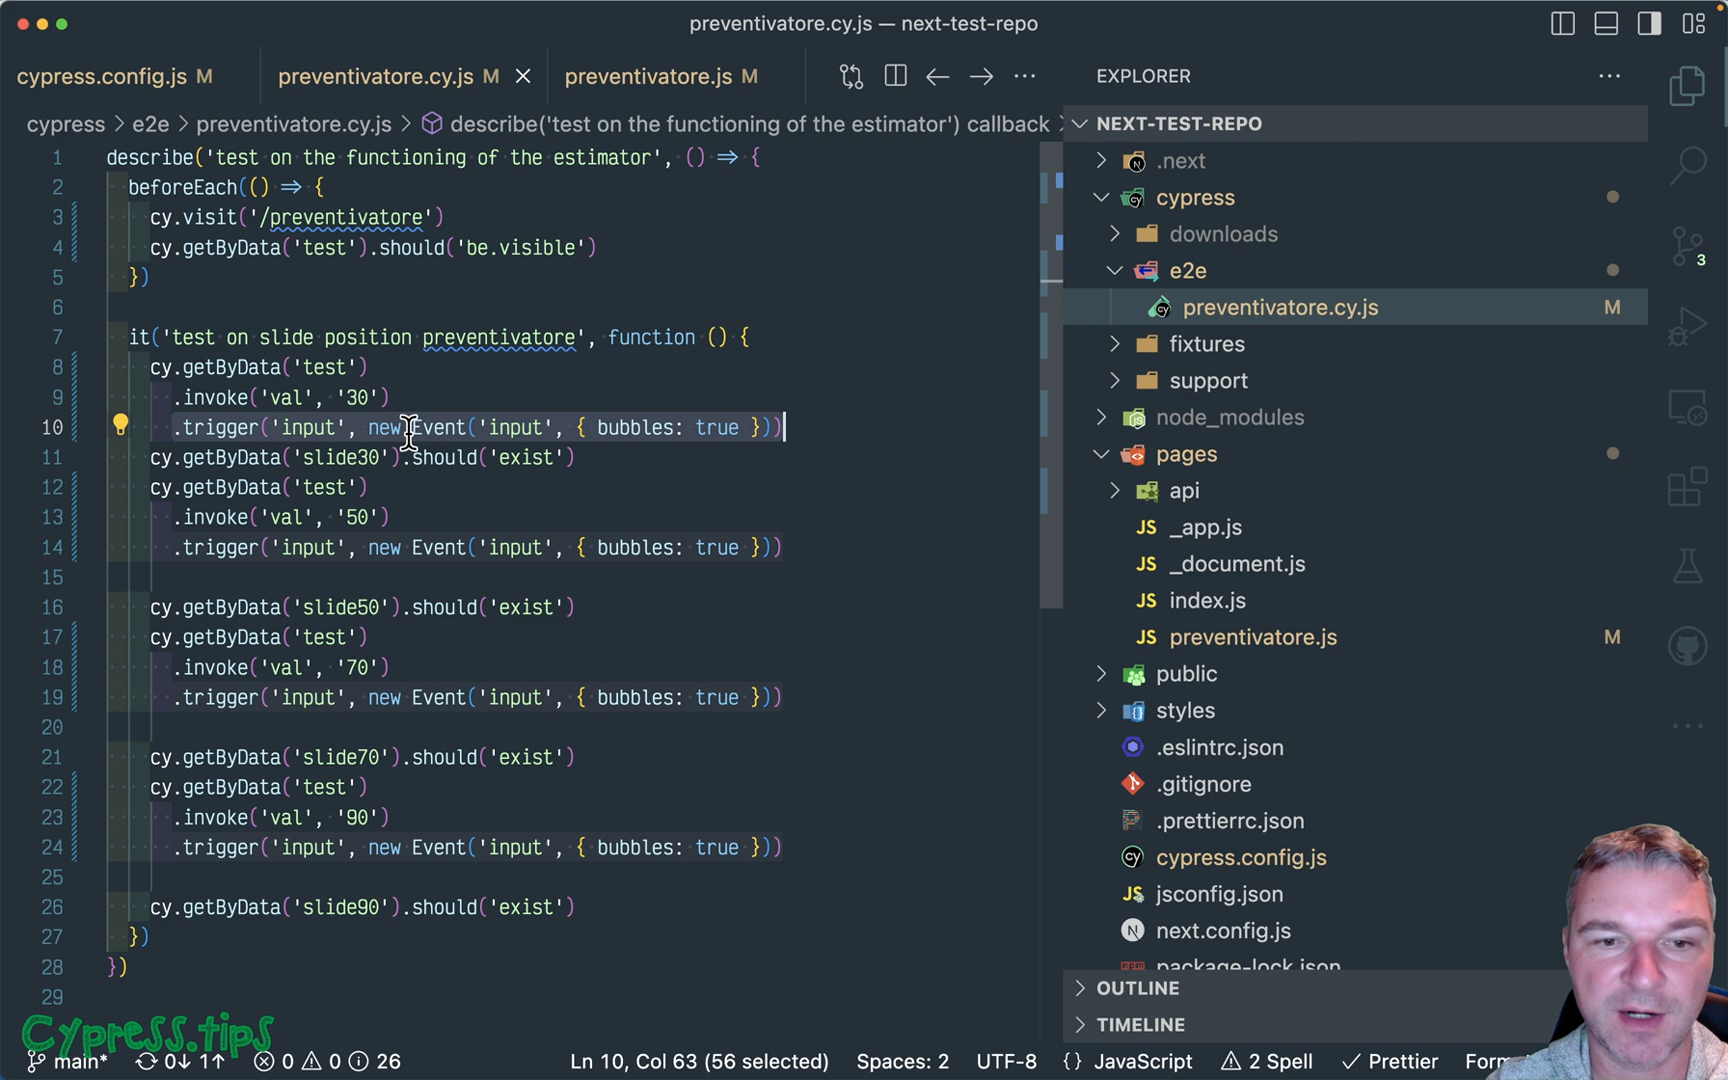 preventivatore.cy.js — next-test-repo
cypress.config.js M
preventivatore.cy.js M
preventivatore.js M
EXPLORER
cypress > e2e > preventivatore.cy.js > describe('test on the functioning of the estimator') callback >
NEXT-TEST-REPO
1 describe('test on the functioning of the estimator', () => {
2 beforeEach(() => {
3 cy.visit('/preventivatore')
4 cy.getByData('test').should('be.visible')
5 })
6
7 it('test on slide position preventivatore', function () {
8 cy.getByData('test')
9 .invoke('val', '30')
10 .trigger('input', new Event('input', { bubbles: true }))
11 cy.getByData('slide30').should('exist')
12 cy.getByData('test')
13 .invoke('val', '50')
14 .trigger('input', new Event('input', { bubbles: true }))
15
16 cy.getByData('slide50').should('exist')
17 cy.getByData('test')
18 .invoke('val', '70')
19 .trigger('input', new Event('input', { bubbles: true }))
20
21 cy.getByData('slide70').should('exist')
22 cy.getByData('test')
23 .invoke('val', '90')
24 .trigger('input', new Event('input', { bubbles: true }))
25
26 cy.getByData('slide90').should('exist')
27 })
28 })
29
.next
cypress
downloads
e2e
preventivatore.cy.js M
fixtures
support
node_modules
pages
api
JS _app.js
JS _document.js
JS index.js
JS preventivatore.js M
public
styles
.eslintrc.json
.gitignore
.prettierrc.json
cypress.config.js
jsconfig.json
next.config.js
package-lock.json
OUTLINE
TIMELINE
3
Cypress.tips
main* 0↓ 1↑ 0 0 26
Ln 10, Col 63 (56 selected) Spaces: 2 UTF-8 {} JavaScript 2 Spell Prettier Form